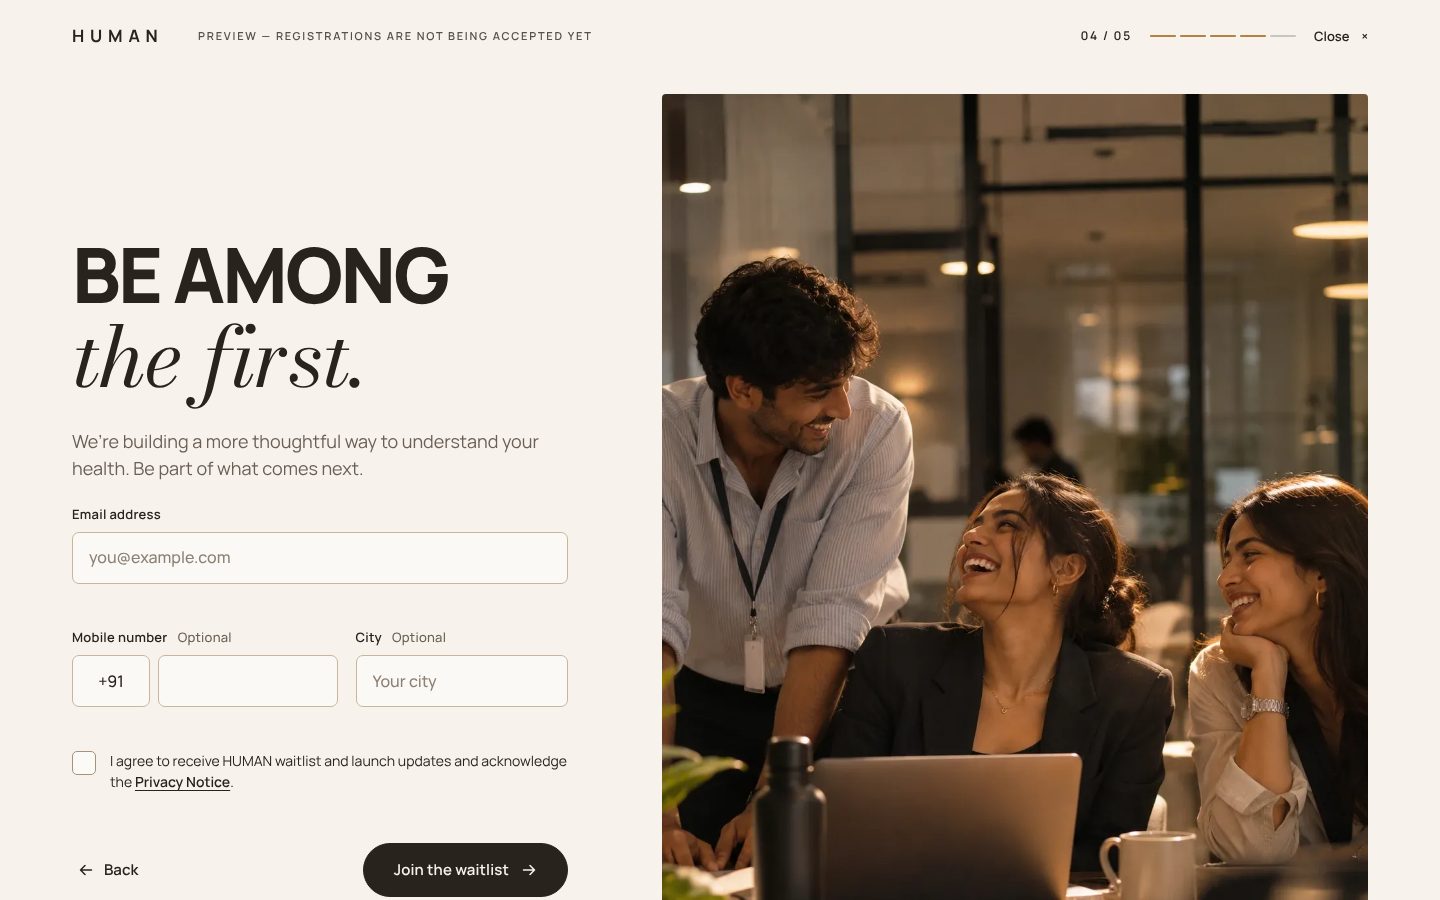 HUMAN
PREVIEW — REGISTRATIONS ARE NOT BEING ACCEPTED YET
04 / 05
Close ×
BE AMONG
the first.
We’re building a more thoughtful way to understand your
health. Be part of what comes next.
Email address
you@example.com
Mobile number Optional
City Optional
+91
Your city
I agree to receive HUMAN waitlist and launch updates and acknowledge
the Privacy Notice.
← Back
Join the waitlist →